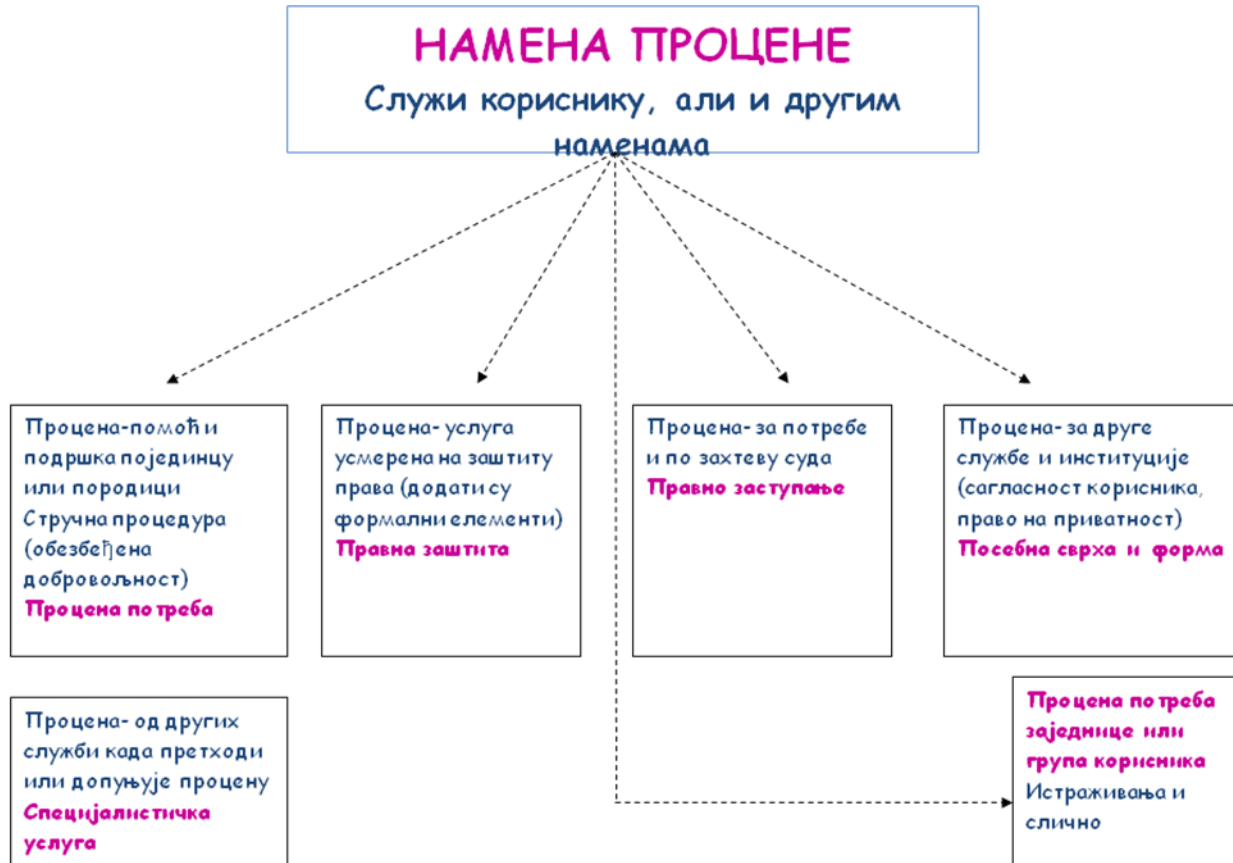 НАМЕНА ПРОЦЕНЕ
Служи кориснику, али и другим
наменама
Процена-помоћ и
подршка појединцу
или породици
Стручна процедура
(обезбеђена
добровољност)
Процена потреба
Процена- услуга
усмерена на заштиту
права (додати су
формални елементи)
Правна заштита
Процена- за потребе
и по захтеву суда
Правно заступање
Процена- за друге
службе и институције
(сагласност корисника,
право на приватност)
Посебна сврха и форма
Процена- од других
служби када претходи
или допуњује процену
Специјалистичка
услуга
Процена потреба
заједнице или
група корисника
Истраживања и
слично